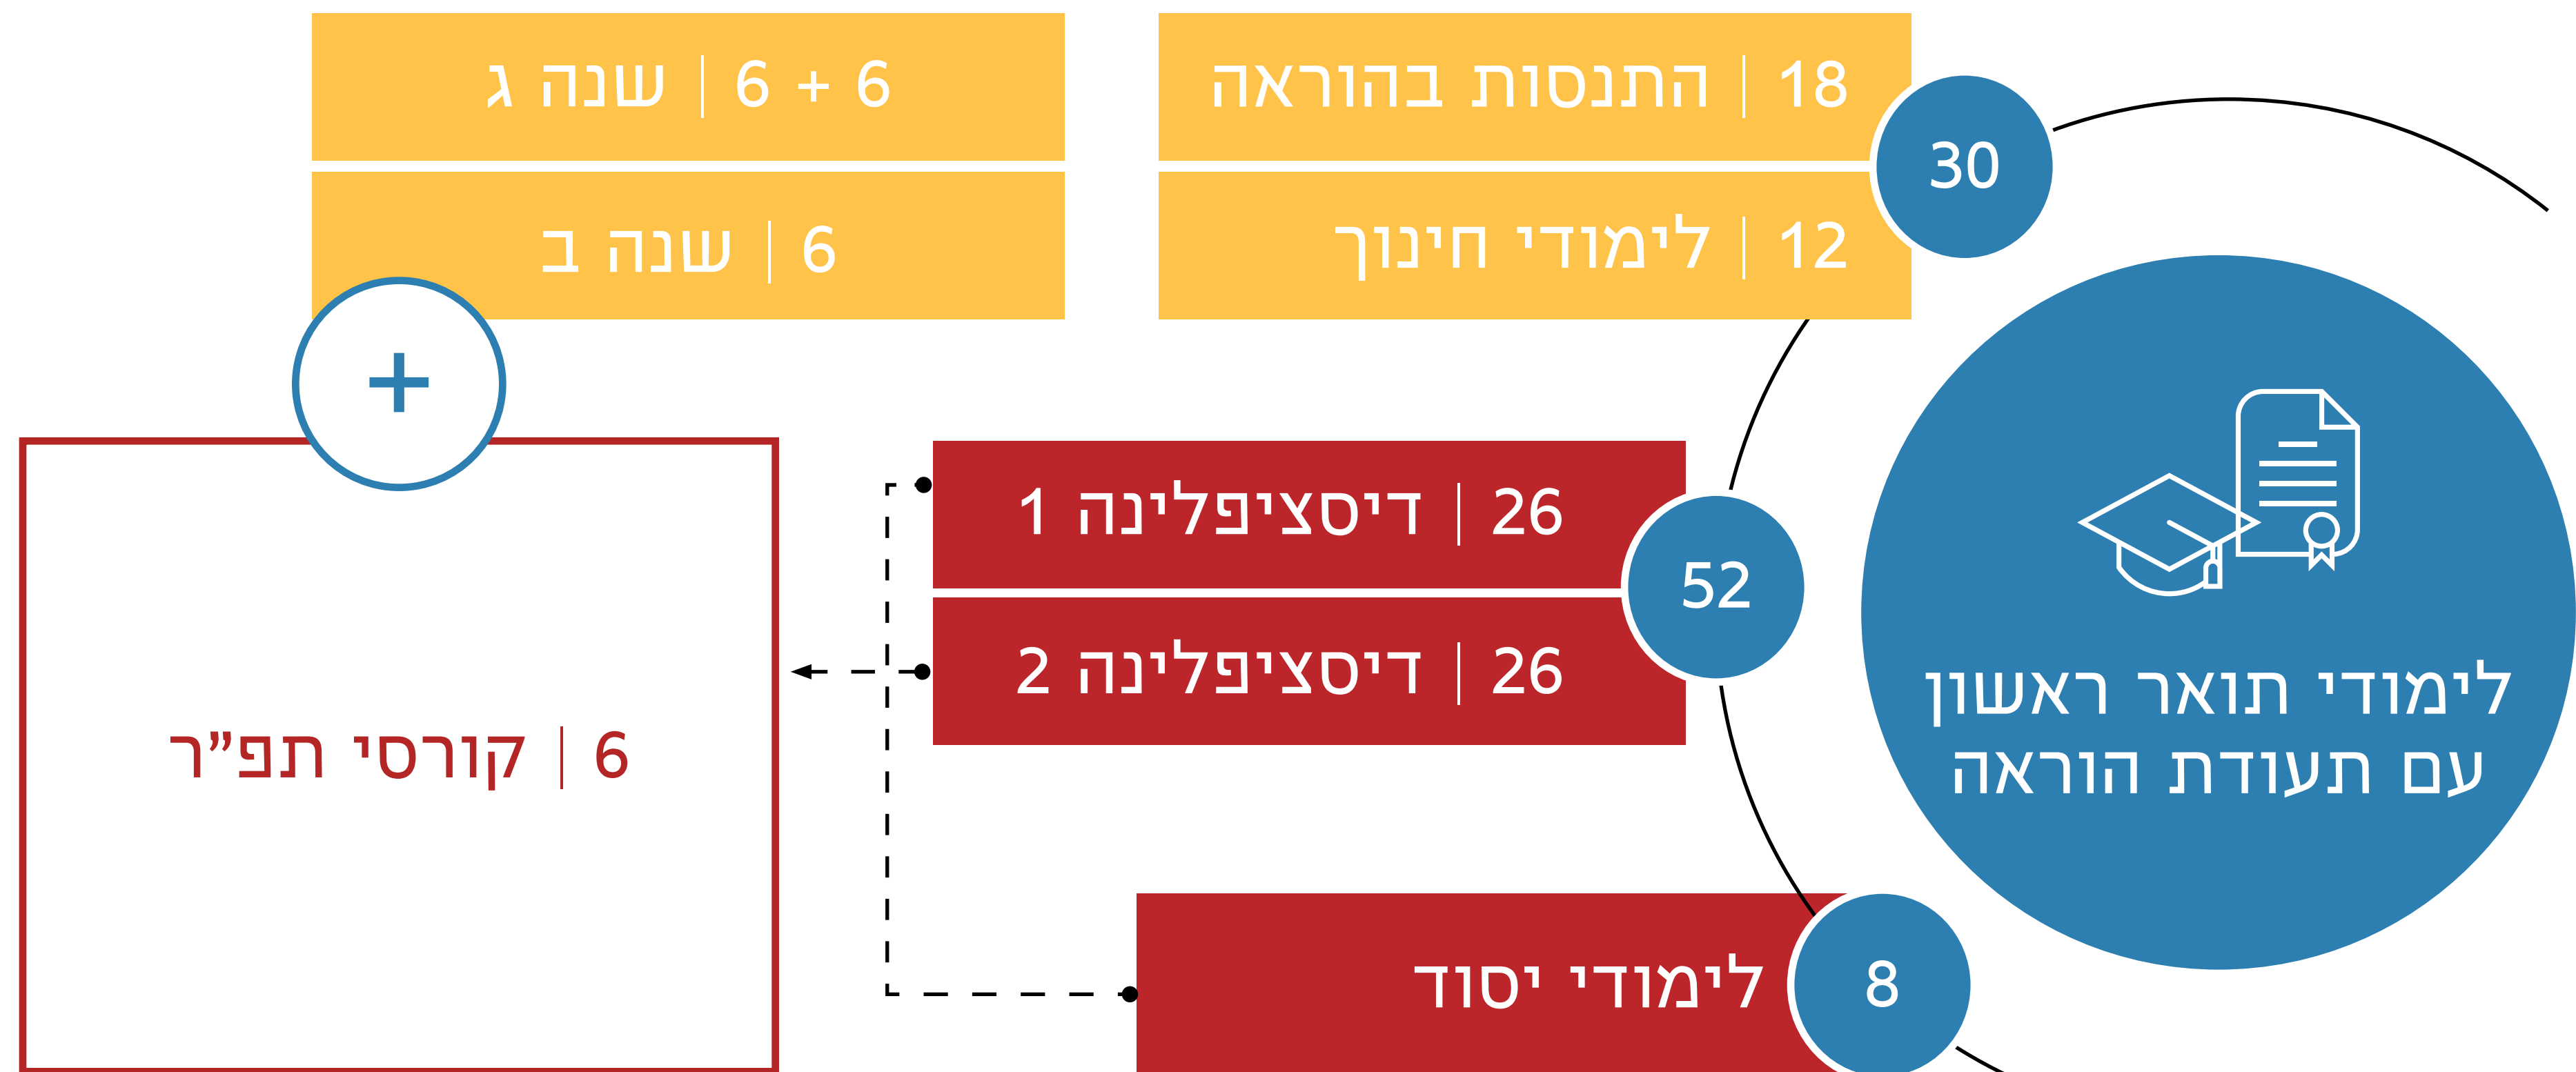 18 | התנסות בהוראה
6 + 6 | שנה ג
30
12 | לימודי חינוך
6 | שנה ב
+
26 | דיסציפלינה 1
52
26 | דיסציפלינה 2
לימודי תואר ראשון
עם תעודת הוראה
6 | קורסי תפ״ר
8
לימודי יסוד